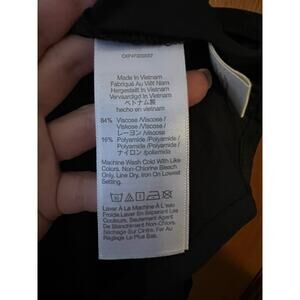 Made In Vietnam
Fabriqué Au Viêt Nam
Hergestellt In Vietnam
Vervaardigd In Vietnam
ベトナム製
hecho en vietnam
84% Viscose/Viscose/
Viskose/Viscose/
レーヨン/Viscosa
16% Polyamide/Polyamide/
Polyamide/Polyamide/
ナイロン/poliamida
Machine Wash Cold With Like
Colors. Non-Chlorine Bleach
Only. Line Dry. Iron On Lowest
Setting.
Laver À La Machine À L'eau
Froide.Laver En Séparant Les
Couleurs. Seulement Agent
De Blanchiment Non-Chlore.
Séchage Sur Cintre. Fer Au
Réglage Le Plus Bas.